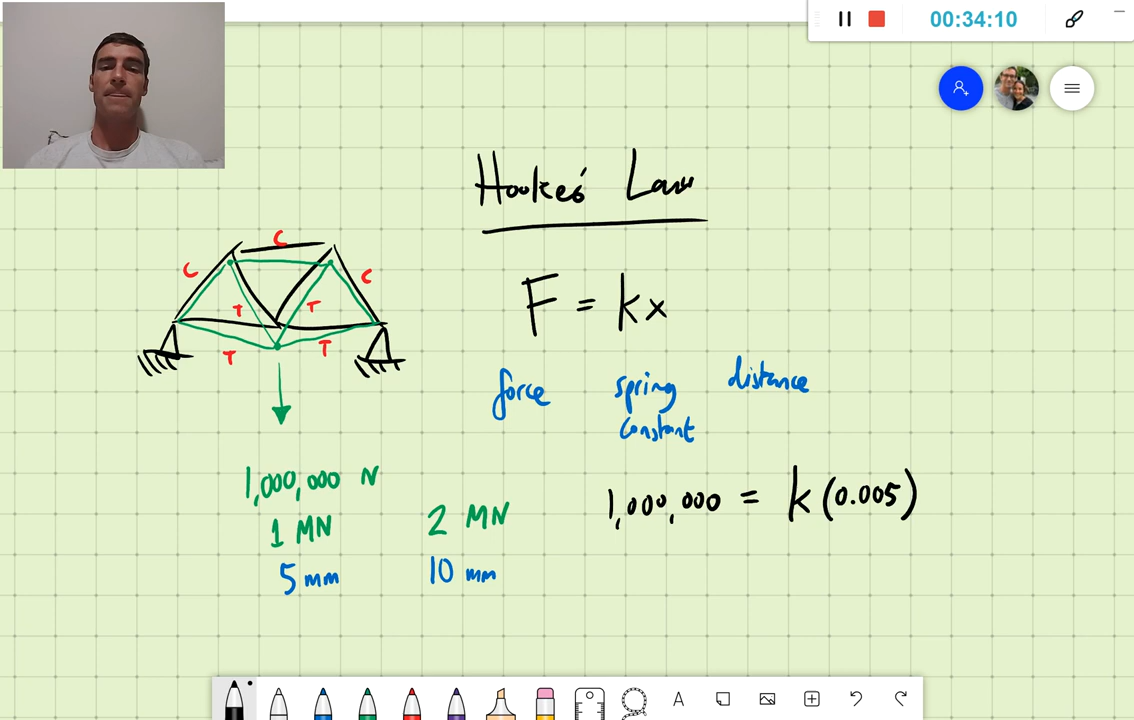 00:34:10
Hooke's Law
F = kx
force spring constant distance
C
C
C
T
T
T
T
1,000,000 N
1 MN
5 mm
2 MN
10 mm
1,000,000 = k (0.005)
A